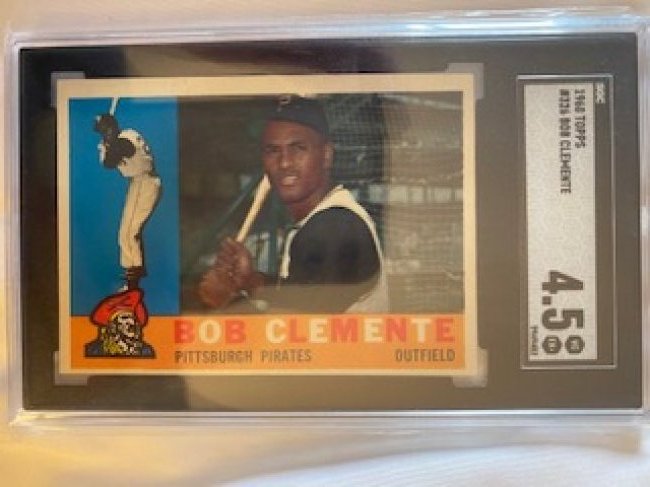 BOB CLEMENTE
PITTSBURGH PIRATES OUTFIELD
SGC
1960 TOPPS
#326 BOB CLEMENTE
4.5